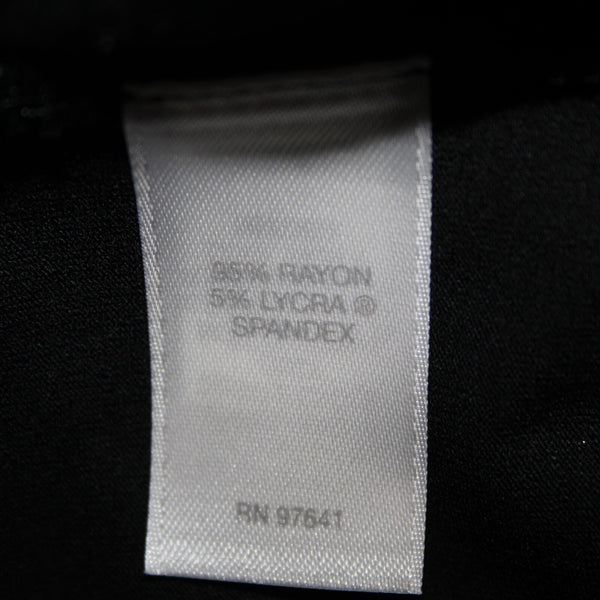 95% RAYON
5% LYCRA ®
SPANDEX
RN 97641